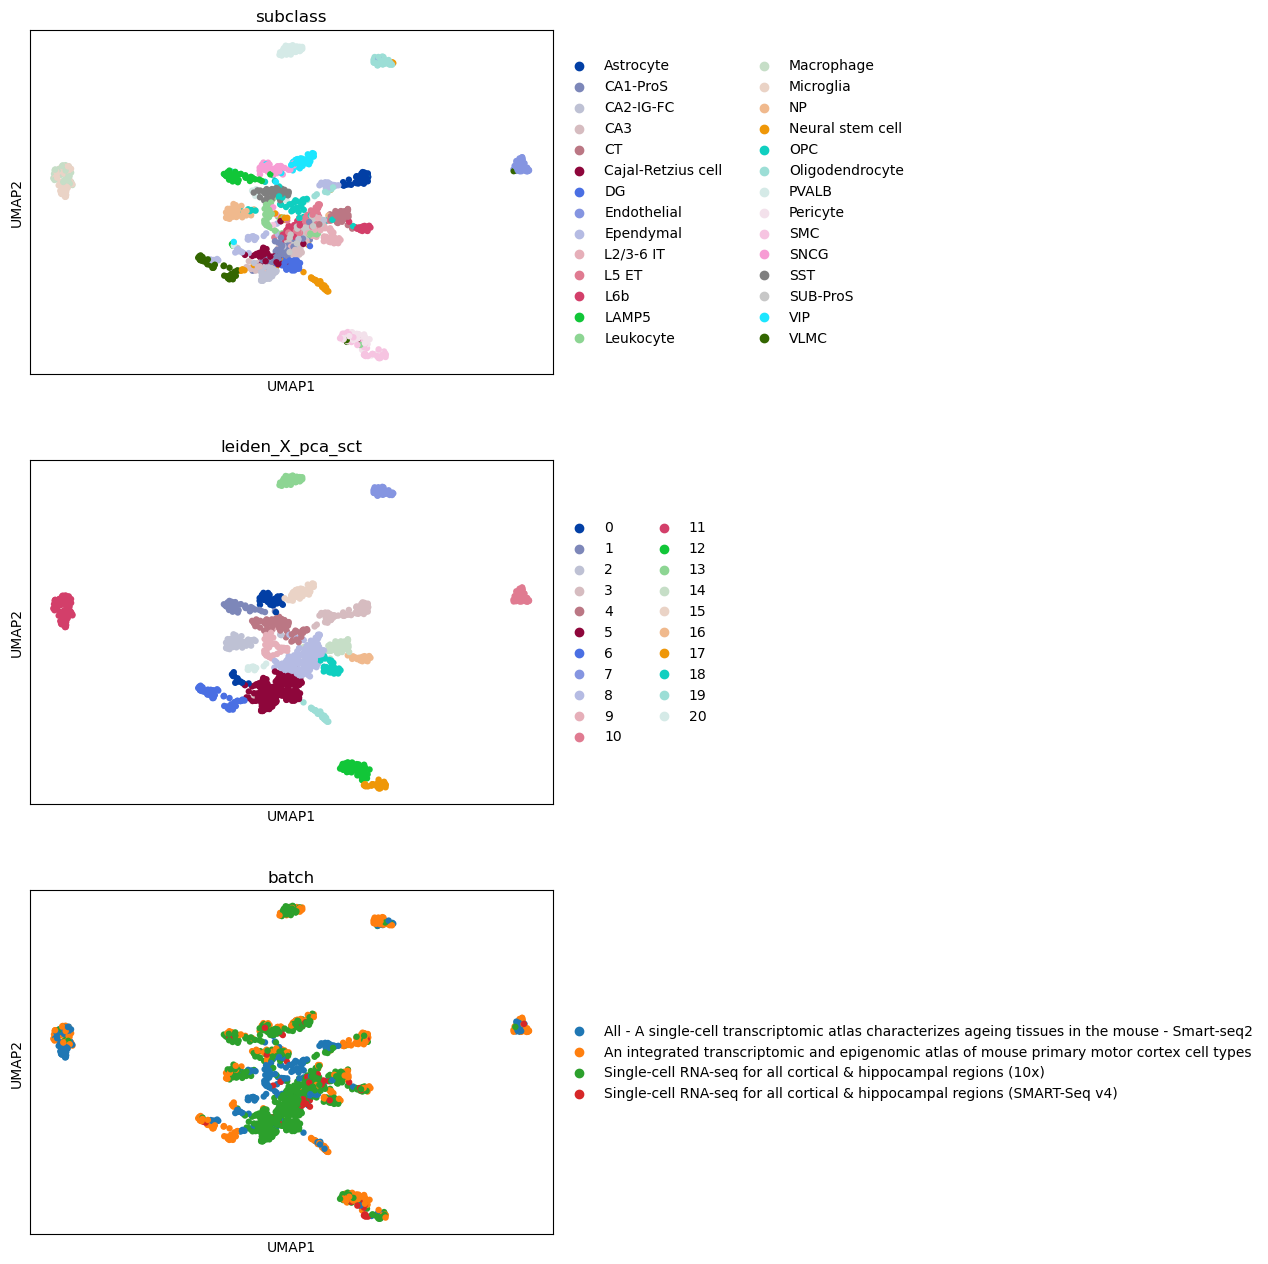 subclass
UMAP2
UMAP1
Astrocyte
CA1-ProS
CA2-IG-FC
CA3
CT
Cajal-Retzius cell
DG
Endothelial
Ependymal
L2/3-6 IT
L5 ET
L6b
LAMP5
Leukocyte
Macrophage
Microglia
NP
Neural stem cell
OPC
Oligodendrocyte
PVALB
Pericyte
SMC
SNCG
SST
SUB-ProS
VIP
VLMC
leiden_X_pca_sct
UMAP2
UMAP1
0
1
2
3
4
5
6
7
8
9
10
11
12
13
14
15
16
17
18
19
20
batch
UMAP2
UMAP1
All - A single-cell transcriptomic atlas characterizes ageing tissues in the mouse - Smart-seq2
An integrated transcriptomic and epigenomic atlas of mouse primary motor cortex cell types
Single-cell RNA-seq for all cortical & hippocampal regions (10x)
Single-cell RNA-seq for all cortical & hippocampal regions (SMART-Seq v4)